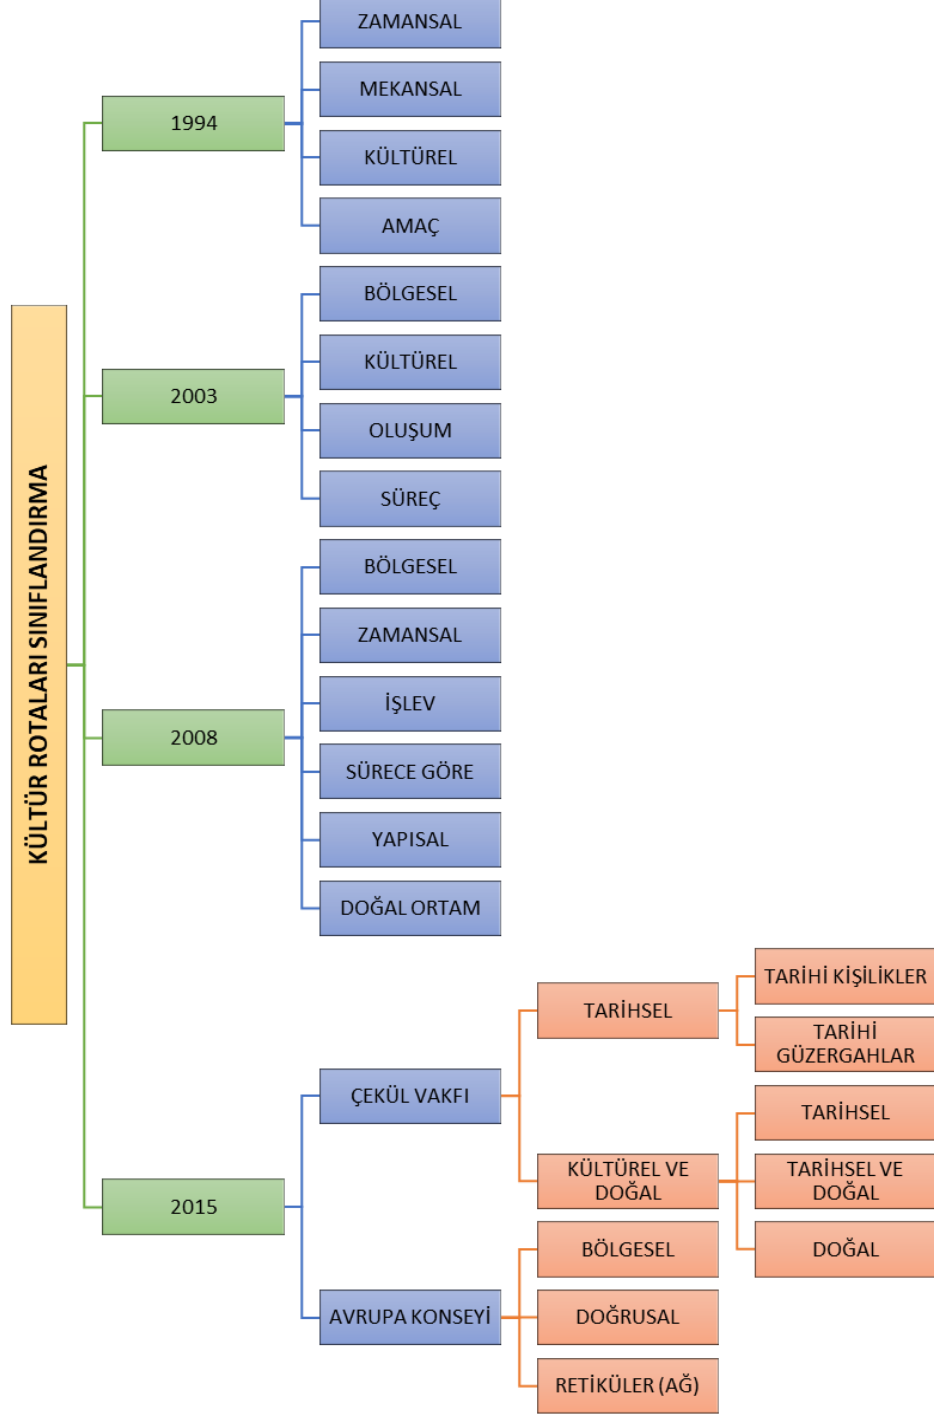 KÜLTÜR ROTALARI SINIFLANDIRMA
1994
ZAMANSAL
MEKANSAL
KÜLTÜREL
AMAÇ
2003
BÖLGESEL
KÜLTÜREL
OLUŞUM
SÜREÇ
2008
BÖLGESEL
ZAMANSAL
İŞLEV
SÜRECE GÖRE
YAPISAL
DOĞAL ORTAM
2015
ÇEKÜL VAKFI
TARİHSEL
TARİHİ KİŞİLİKLER
TARİHİ
GÜZERGAHLAR
KÜLTÜREL VE
DOĞAL
TARİHSEL
TARİHSEL VE
DOĞAL
DOĞAL
AVRUPA KONSEYİ
BÖLGESEL
DOĞRUSAL
RETİKÜLER (AĞ)